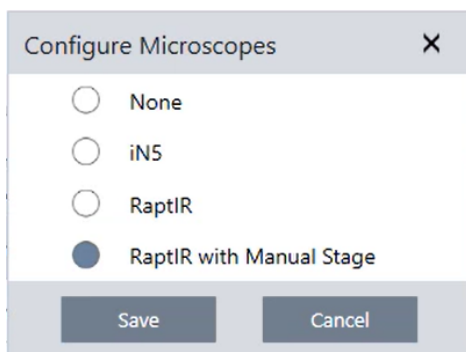 Configure Microscopes
None
iN5
RaptIR
RaptIR with Manual Stage
Save Cancel